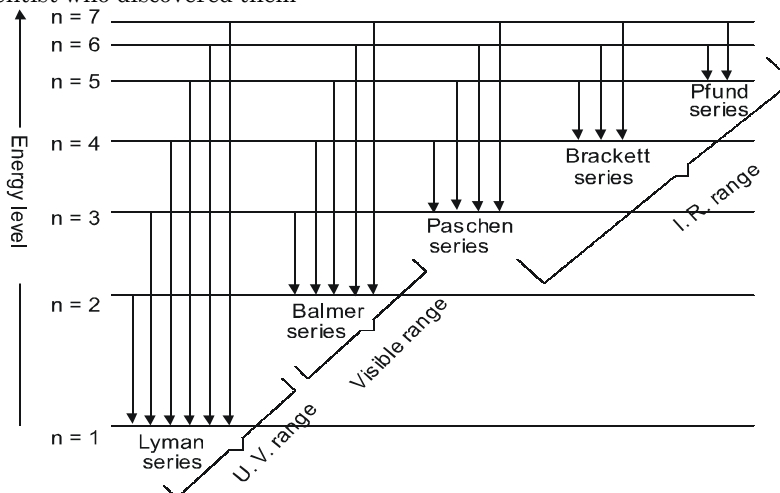 entist who discovered them
n = 7
n = 6
n = 5
Pfund
series
n = 4
Brackett
series
I. R. range
Energy level
n = 3
Paschen
series
n = 2
Balmer
series
Visible range
n = 1
Lyman
series
U. V. range